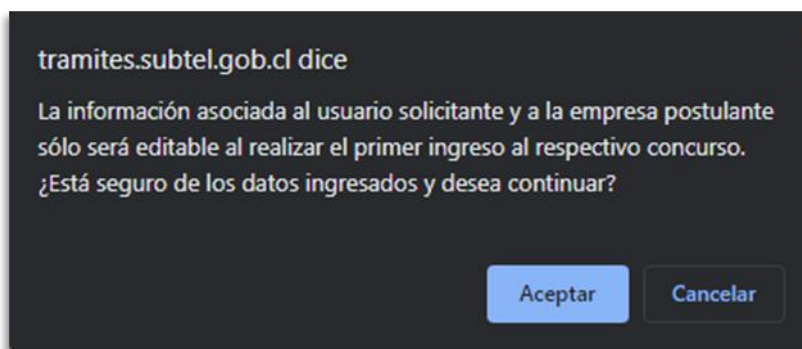 tramites.subtel.gob.cl dice
La información asociada al usuario solicitante y a la empresa postulante
sólo será editable al realizar el primer ingreso al respectivo concurso.
¿Está seguro de los datos ingresados y desea continuar?
Aceptar Cancelar